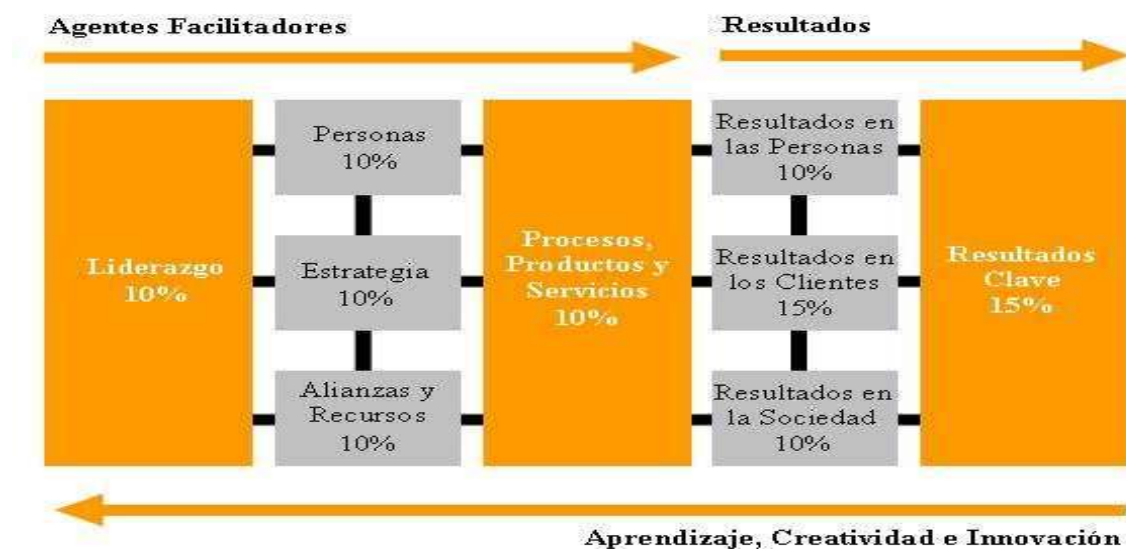 Agentes Facilitadores
Resultados
Liderazgo
10%
Personas
10%
Estrategia
10%
Alianzas y
Recursos
10%
Procesos,
Productos y
Servicios
10%
Resultados en
las Personas
10%
Resultados en
los Clientes
15%
Resultados en
la Sociedad
10%
Resultados
Clave
15%
Aprendizaje, Creatividad e Innovación